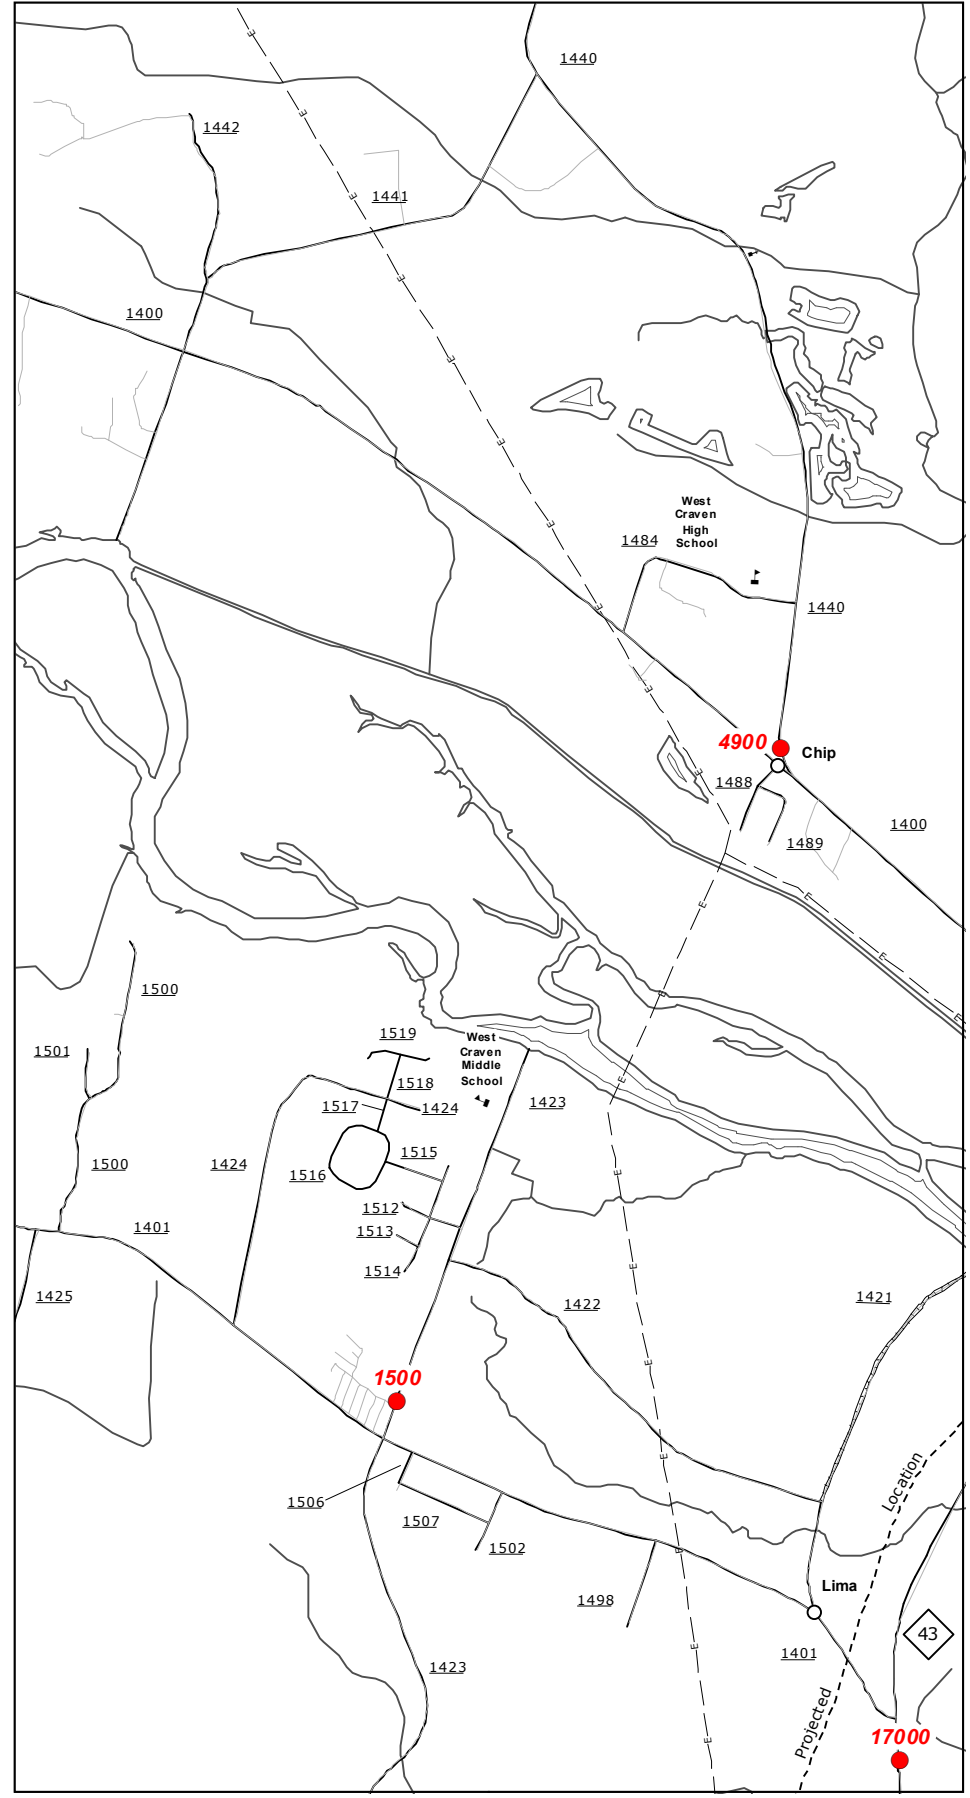 1440
E
1442
E
E
1441
E
1400
E
E
West
Craven
High
School
E
1484
E
1440
E
4900
Chip
E
1488
1400
1489
E
E
E
1500
E
E
1519
West
Craven
Middle
School
1501
1518
E
1517
1424
1423
1515
1424
1500
1516
E
1512
1401
1513
E
1514
1425
1422
1421
E
1500
E
Location
1506
1507
1502
E
Lima
1498
43
E
1401
1423
Projected
17000
E